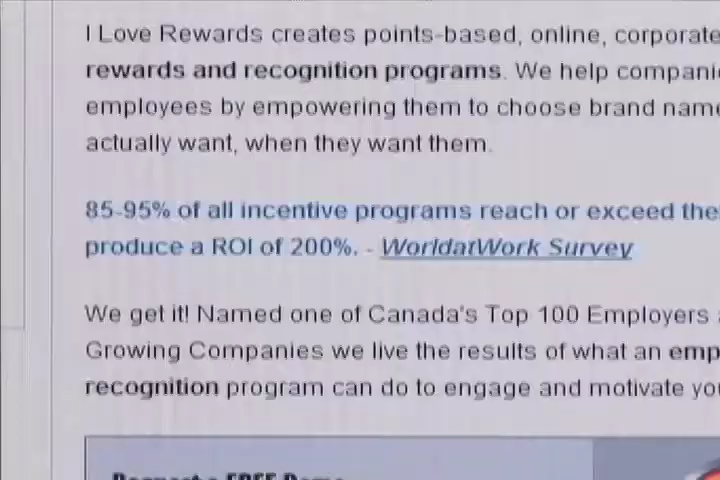 I Love Rewards creates points-based, online, corporate
rewards and recognition programs. We help compani
employees by empowering them to choose brand name
actually want, when they want them.
85-95% of all incentive programs reach or exceed the
produce a ROI of 200%. - WorldatWork Survey
We get it! Named one of Canada's Top 100 Employers
Growing Companies we live the results of what an emp
recognition program can do to engage and motivate yo
Request a FREE Demo